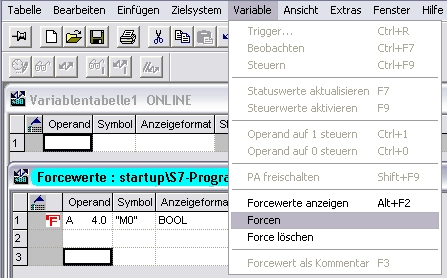 Tabelle Bearbeiten Einfügen Zielsystem Variable Ansicht Extras Fenster Hilfe
Trigger... Ctrl+R
Beobachten Ctrl+F7
Steuern Ctrl+F9
Statuswerte aktualisieren F7
Steuerwerte aktivieren F9
Operand auf 1 steuern Ctrl+1
Operand auf 0 steuern Ctrl+0
PA freischalten Shift+F9
Forcewerte anzeigen Alt+F2
Forcen
Force löschen
Forcewert als Kommentar F3
Variablentabelle1 ONLINE
Operand Symbol Anzeigeformat
1
Forcewerte : startup\S7-Progra
Operand Symbol Anzeigeforma
1 F A 4.0 "M0" BOOL
2
3